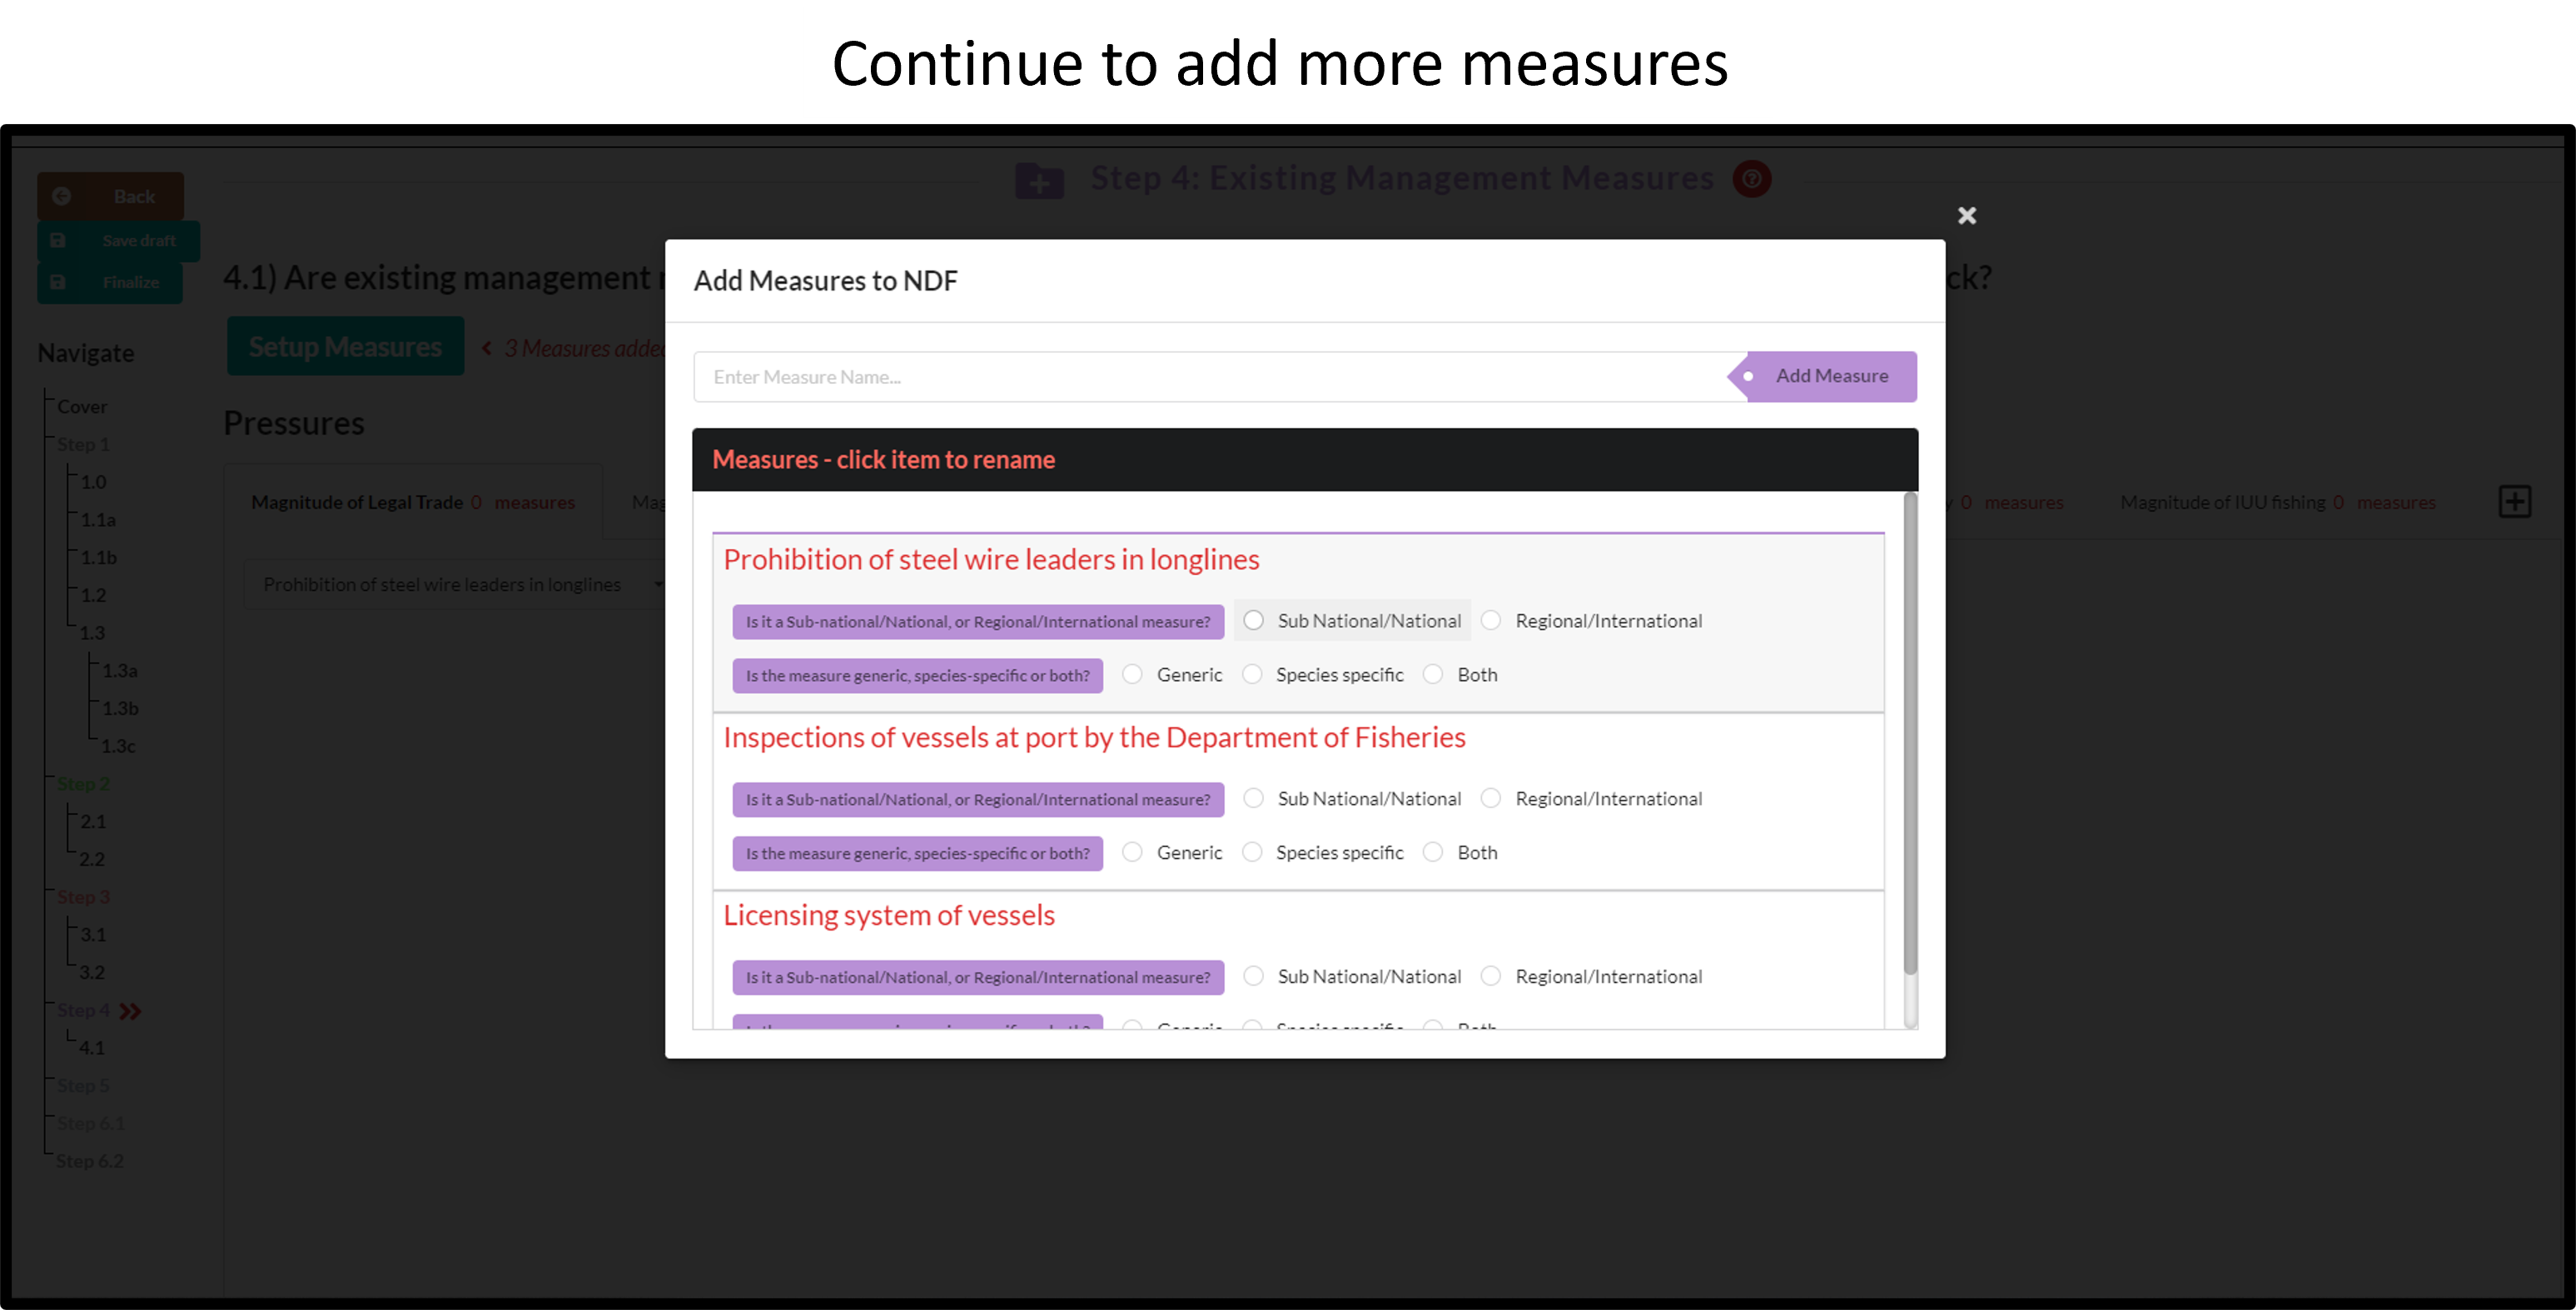 Continue to add more measures
Step 4: Existing Management Measures
Back
Save draft
Finalize
4.1) Are existing management
ck?
Setup Measures
3 Measures added
Navigate
Cover
Step 1
1.0
1.1a
1.1b
1.2
1.3
1.3a
1.3b
1.3c
Step 2
2.1
2.2
Step 3
3.1
3.2
Step 4
4.1
Step 5
Step 6.1
Step 6.2
Pressures
Magnitude of Legal Trade 0 measures
Mag
y 0 measures
Magnitude of IUU fishing 0 measures
Prohibition of steel wire leaders in longlines
Add Measures to NDF
Enter Measure Name...
Add Measure
Measures - click item to rename
Prohibition of steel wire leaders in longlines
Is it a Sub-national/National, or Regional/International measure? Sub National/National Regional/International
Is the measure generic, species-specific or both? Generic Species specific Both
Inspections of vessels at port by the Department of Fisheries
Is it a Sub-national/National, or Regional/International measure? Sub National/National Regional/International
Is the measure generic, species-specific or both? Generic Species specific Both
Licensing system of vessels
Is it a Sub-national/National, or Regional/International measure? Sub National/National Regional/International
Generic Species specific Both